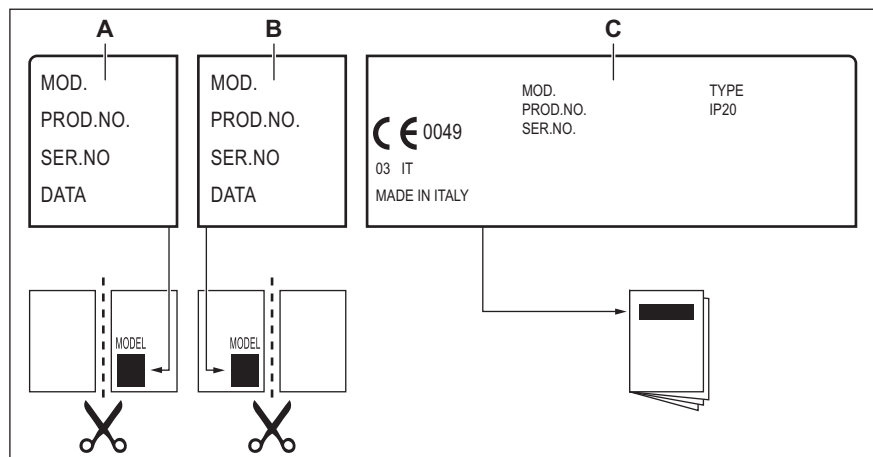 A
B
C
MOD.
PROD.NO.
SER.NO
DATA
MOD.
PROD.NO.
SER.NO
DATA
MOD.
PROD.NO.
SER.NO.
TYPE
IP20
CE 0049
03 IT
MADE IN ITALY
MODEL
MODEL